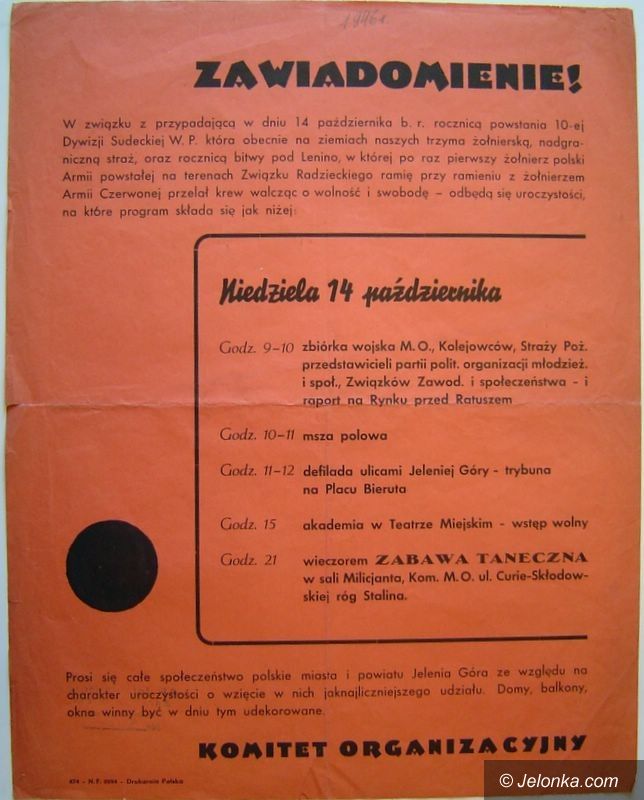 1946 r.
ZAWIADOMIENIE!
W związku z przypadającą w dniu 14 października b. r. rocznicą powstania 10-ej
Dywizji Sudeckiej W. P. która obecnie na ziemiach naszych trzyma żołnierską, nadgra-
niczną straż, oraz rocznicą bitwy pod Lenino, w której po raz pierwszy żołnierz polski
Armii powstałej na terenach Związku Radzieckiego ramię przy ramieniu z żołnierzem
Armii Czerwonej przelał krew walcząc o wolność i swobodę – odbędą się uroczystości,
na które program składa się jak niżej:
Niedziela 14 października
Godz. 9–10 zbiórka wojska M. O., Kolejowców, Straży Poż.
przedstawicieli partii polit. organizacji młodzież.
i społ., Związków Zawod. i społeczeństwa – i
raport na Rynku przed Ratuszem
Godz. 10–11 msza polowa
Godz. 11–12 defilada ulicami Jeleniej Góry - trybuna
na Placu Bieruta
Godz. 15 akademia w Teatrze Miejskim - wstęp wolny
Godz. 21 wieczorem ZABAWA TANECZNA
w sali Milicjanta, Kom. M. O. ul. Curie-Skłodow-
skiej róg Stalina.
Prosi się całe społeczeństwo polskie miasta i powiatu Jelenia Góra ze względu na
charakter uroczystości o wzięcie w nich jaknajliczniejszego udziału. Domy, balkony,
okna winny być w dniu tym udekorowane.
KOMITET ORGANIZACYJNY
Drukarnia Polska
© Jelonka.com